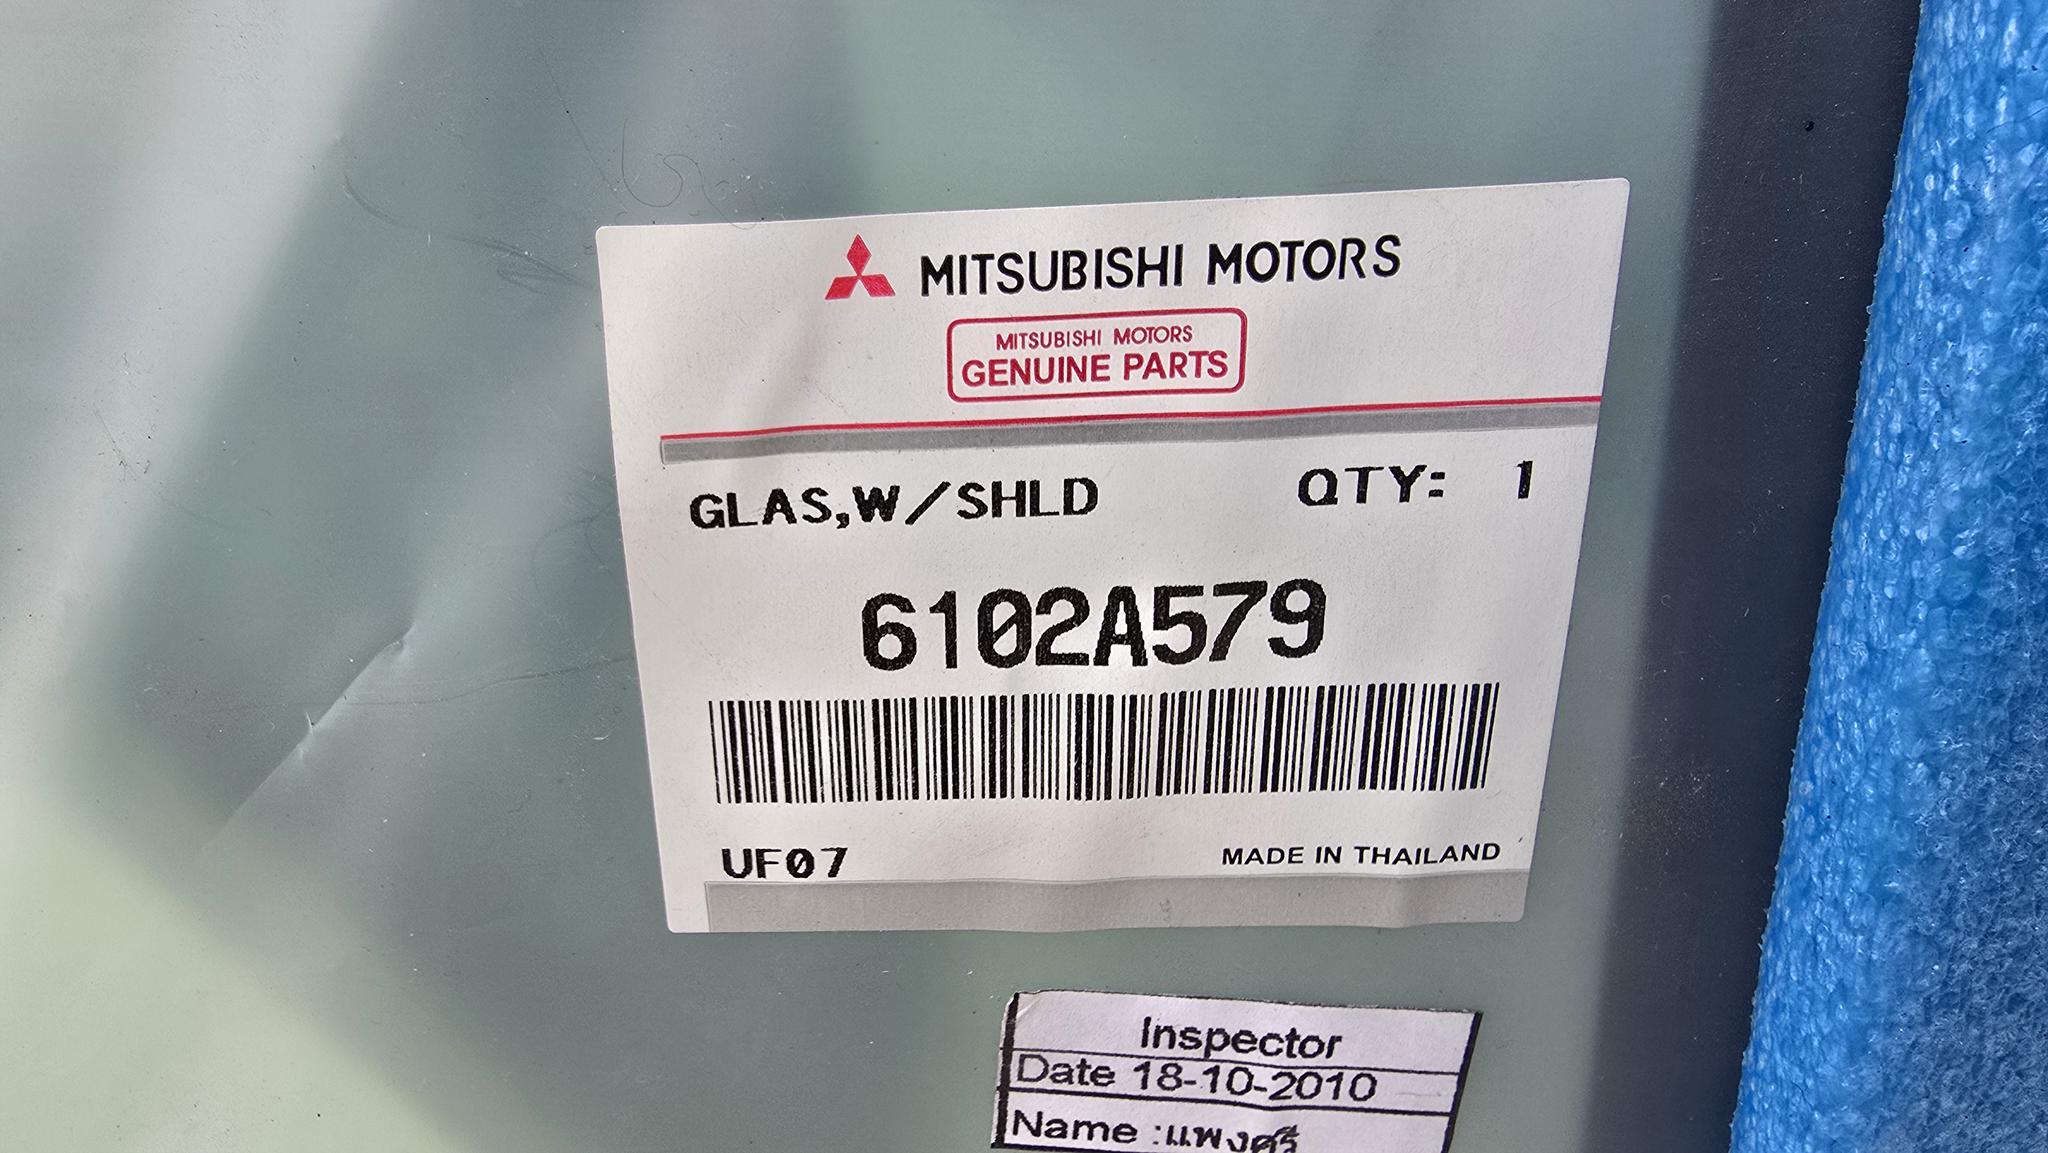 MITSUBISHI MOTORS
MITSUBISHI MOTORS
GENUINE PARTS
GLAS,W/SHLD QTY: 1
6102A579
UF07 MADE IN THAILAND
Inspector
Date 18-10-2010
Name :แพงศรี